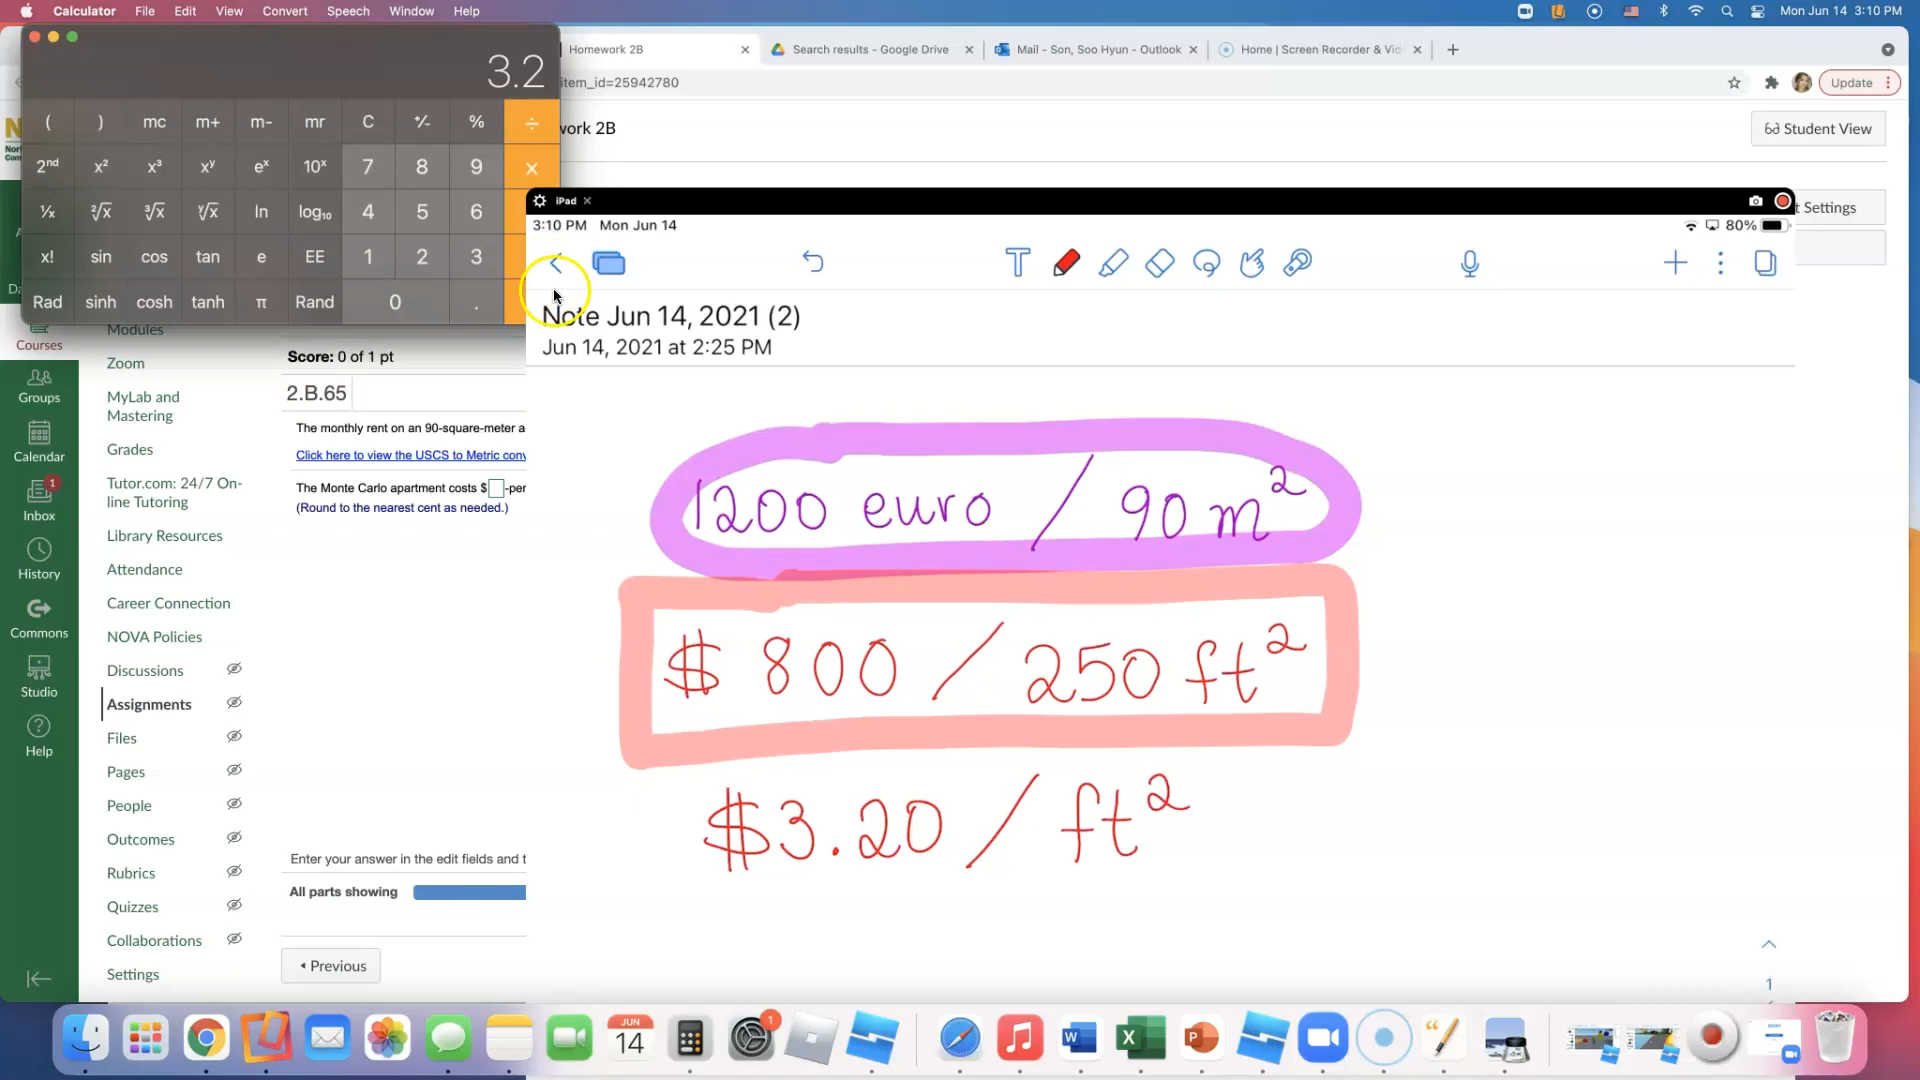 Calculator File Edit View Convert Speech Window Help Mon Jun 14 3:10 PM
Homework 2B Search results - Google Drive Mail - Son, Soo Hyun - Outlook Home | Screen Recorder & Vid
item_id=25942780 Update
work 2B Student View
Settings
3.2
( ) mc m+ m- mr C +/- % ÷
2nd x² x³ xʸ eˣ 10ˣ 7 8 9 x
1/x ²√x ³√x ʸ√x ln log₁₀ 4 5 6
x! sin cos tan e EE 1 2 3
Rad sinh cosh tanh π Rand 0 .
iPad
3:10 PM Mon Jun 14 80%
T
Note Jun 14, 2021 (2)
Jun 14, 2021 at 2:25 PM
1200 euro / 90 m²
$ 800 / 250 ft²
$3.20 / ft²
1
Courses
Groups
Calendar
1
Inbox
History
Commons
Studio
Help
Modules
Zoom
MyLab and
Mastering
Grades
Tutor.com: 24/7 On-
line Tutoring
Library Resources
Attendance
Career Connection
NOVA Policies
Discussions
Assignments
Files
Pages
People
Outcomes
Rubrics
Quizzes
Collaborations
Settings
Score: 0 of 1 pt
2.B.65
The monthly rent on an 90-square-meter a
Click here to view the USCS to Metric conv
The Monte Carlo apartment costs $ -per
(Round to the nearest cent as needed.)
Enter your answer in the edit fields and t
All parts showing
Previous
JUN
14
1